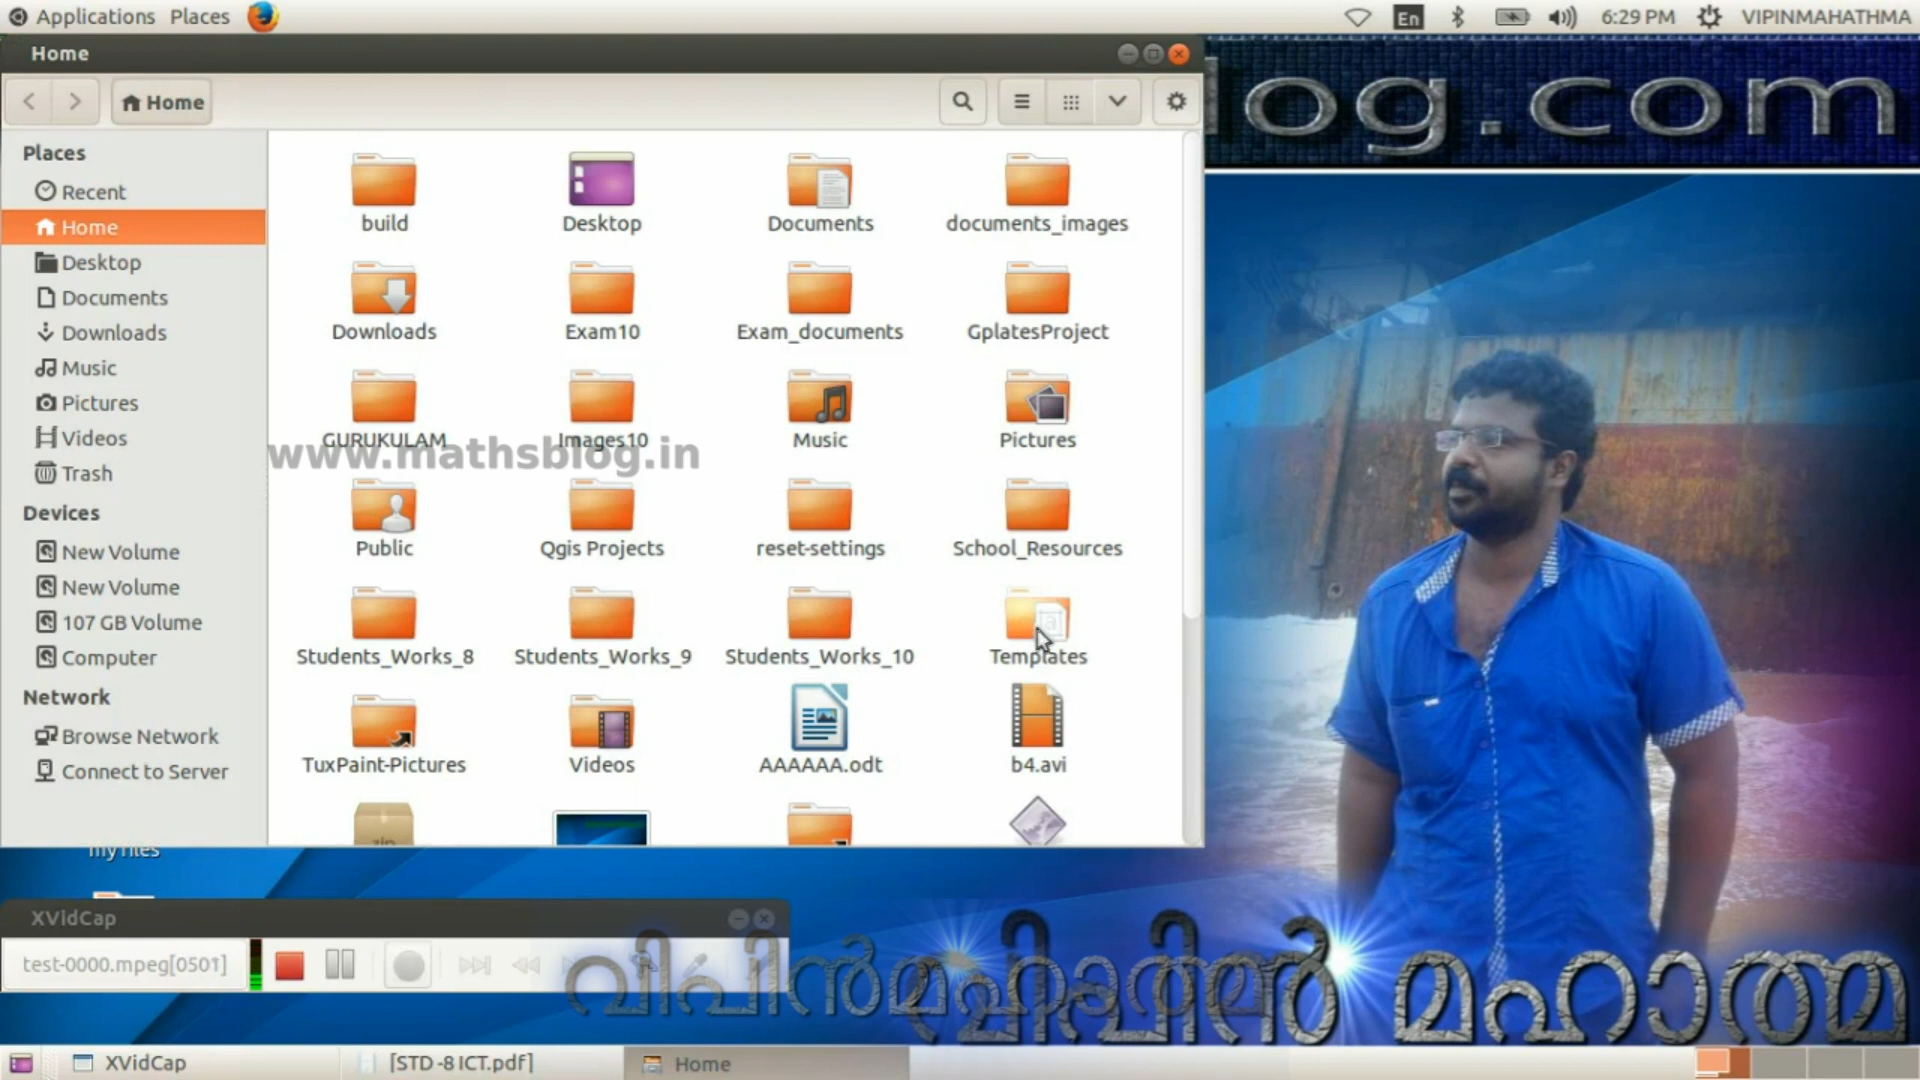 Applications Places En 6:29 PM VIPINMAHATHMA
Home
log.com
Home
Places
Recent
Home
Desktop
Documents
Downloads
Music
Pictures
Videos
Trash
Devices
New Volume
New Volume
107 GB Volume
Computer
Network
Browse Network
Connect to Server
build Desktop Documents documents_images
Downloads Exam10 Exam_documents GplatesProject
GURUKULAM Images10 Music Pictures
www.mathsblog.in
Public Qgis Projects reset-settings School_Resources
Students_Works_8 Students_Works_9 Students_Works_10 Templates
TuxPaint-Pictures Videos AAAAAA.odt b4.avi
zip
my files
XVidCap
test-0000.mpeg[0501]
വിപിൻമഹാത്മ
വിപിൻ മഹാത്മ
XVidCap [STD -8 ICT.pdf] Home